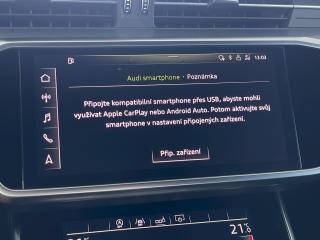 13:03
Audi smartphone · Poznámka
Připojte kompatibilní smartphone přes USB, abyste mohli
využívat Apple CarPlay nebo Android Auto. Potom aktivujte svůj
smartphone v nastavení připojených zařízení.
Přip. zařízení
21°